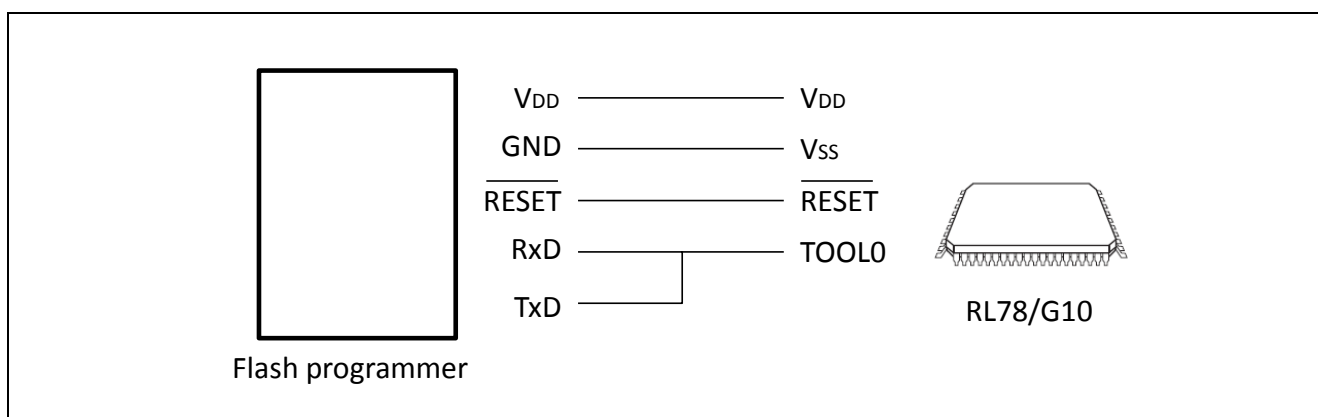 VDD VDD
GND VSS
RESET RESET
RxD TOOL0
TxD
RL78/G10
Flash programmer